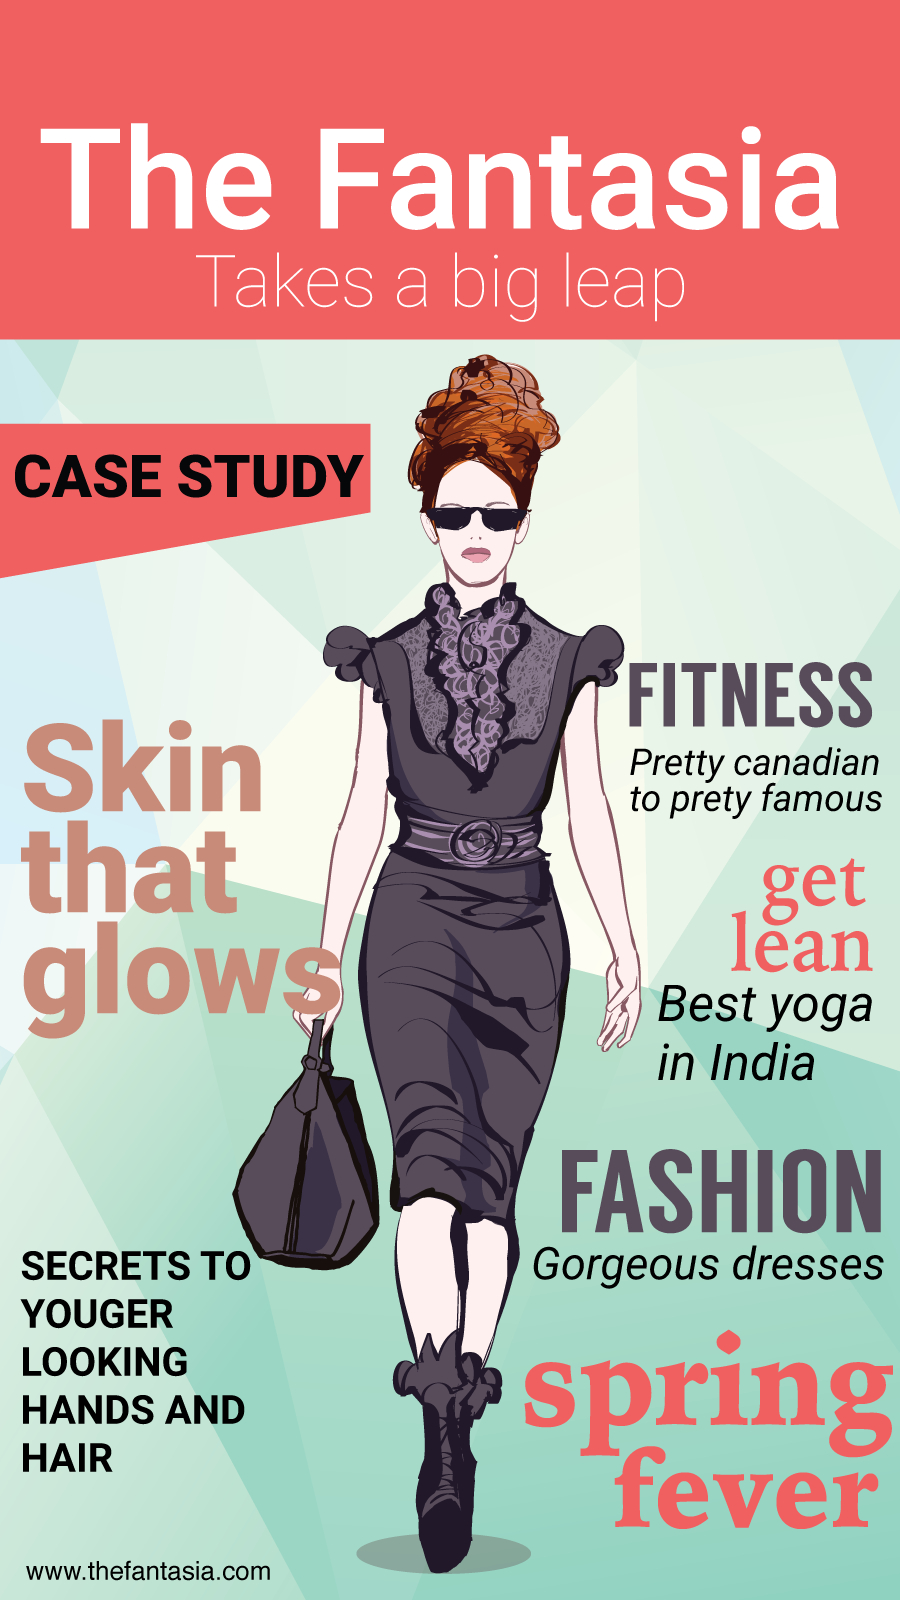 The Fantasia
Takes a big leap
CASE STUDY
Skin
that
glows
FITNESS
Pretty canadian
to prety famous
get
lean
Best yoga
in India
FASHION
Gorgeous dresses
SECRETS TO
YOUGER
LOOKING
HANDS AND
HAIR
spring
fever
www.thefantasia.com